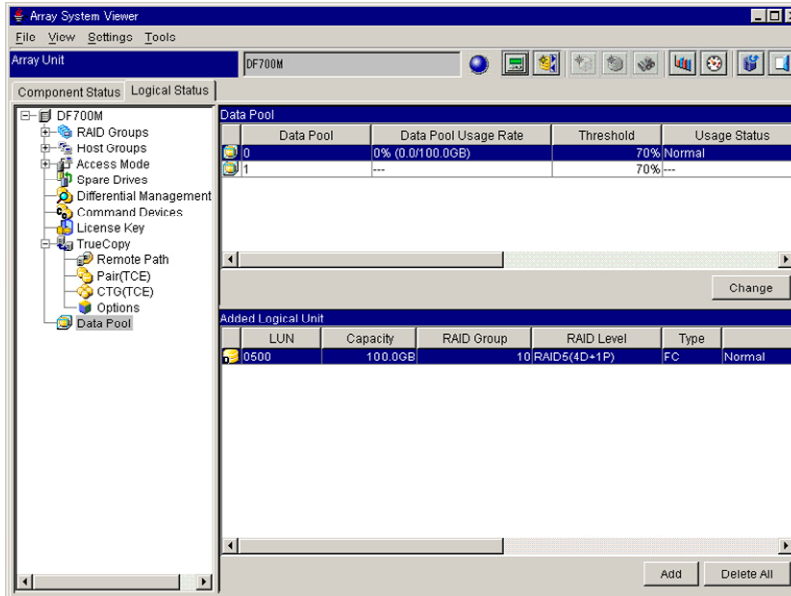 Array System Viewer
File View Settings Tools
Array Unit DF700M
Component Status Logical Status
DF700M
RAID Groups
Host Groups
Access Mode
Spare Drives
Differential Management
Command Devices
License Key
TrueCopy
Remote Path
Pair(TCE)
CTG(TCE)
Options
Data Pool
Data Pool
Data Pool Data Pool Usage Rate Threshold Usage Status
0 0% (0.0/100.0GB) 70% Normal
1 --- 70% ---
Change
Added Logical Unit
LUN Capacity RAID Group RAID Level Type
0500 100.0GB 10 RAID5(4D+1P) FC Normal
Add Delete All